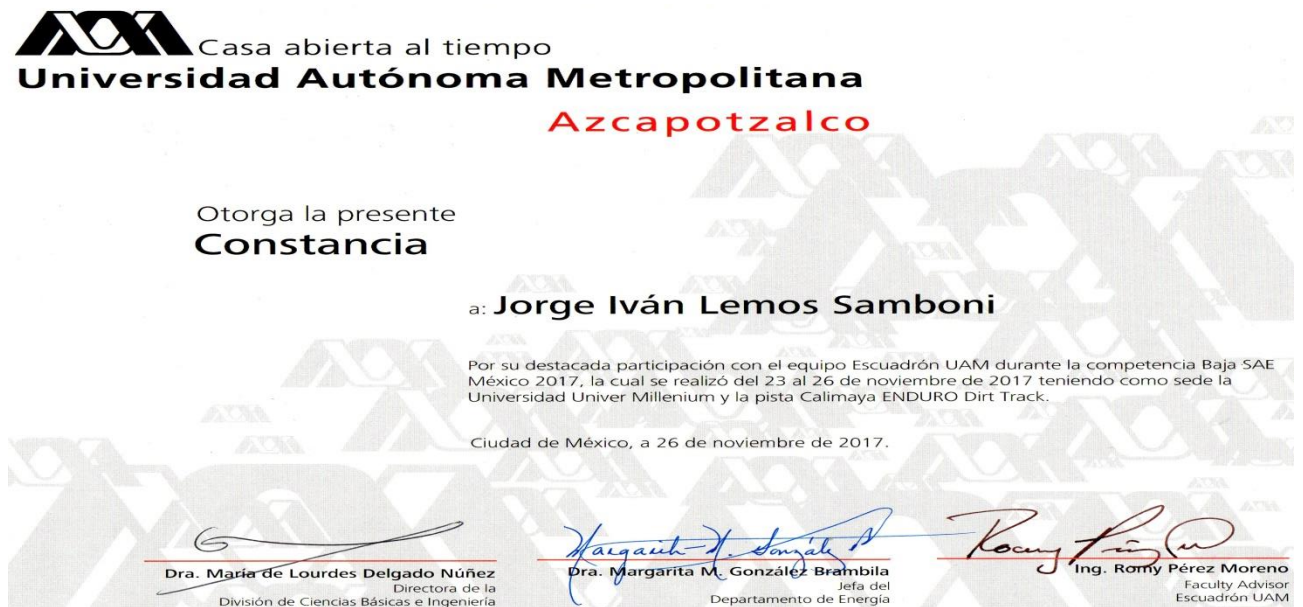 Casa abierta al tiempo
Universidad Autónoma Metropolitana
Azcapotzalco
Otorga la presente
Constancia
a: Jorge Iván Lemos Samboni
Por su destacada participación con el equipo Escuadrón UAM durante la competencia Baja SAE
México 2017, la cual se realizó del 23 al 26 de noviembre de 2017 teniendo como sede la
Universidad Univer Millenium y la pista Calimaya ENDURO Dirt Track.
Ciudad de México, a 26 de noviembre de 2017.
Margarita M. González B
Romy Pérez
Dra. María de Lourdes Delgado Núñez
Directora de la
División de Ciencias Básicas e Ingeniería
Dra. Margarita M. González Brambila
Jefa del
Departamento de Energía
Ing. Romy Pérez Moreno
Faculty Advisor
Escuadrón UAM